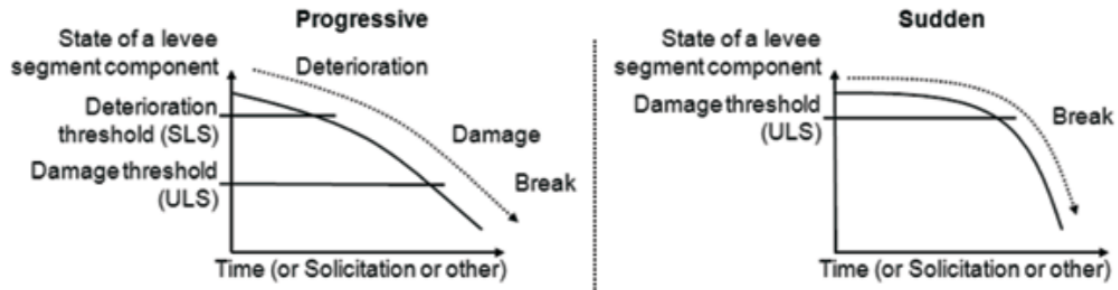 Progressive
State of a levee
segment component
Deterioration
Deterioration
threshold (SLS)
Damage
Damage threshold
(ULS)
Break
Time (or Solicitation or other)
Sudden
State of a levee
segment component
Damage threshold
(ULS)
Break
Time (or Solicitation or other)